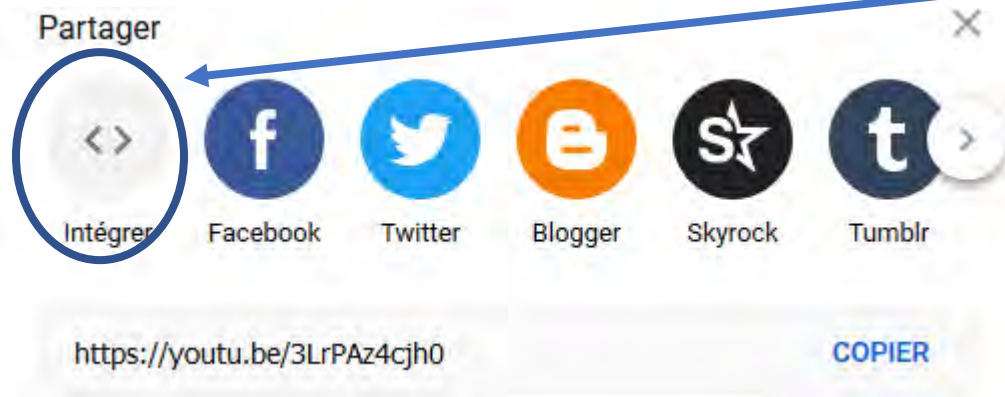 Partager
Intégrer Facebook Twitter Blogger Skyrock Tumblr
https://youtu.be/3LrPAz4cjh0 COPIER